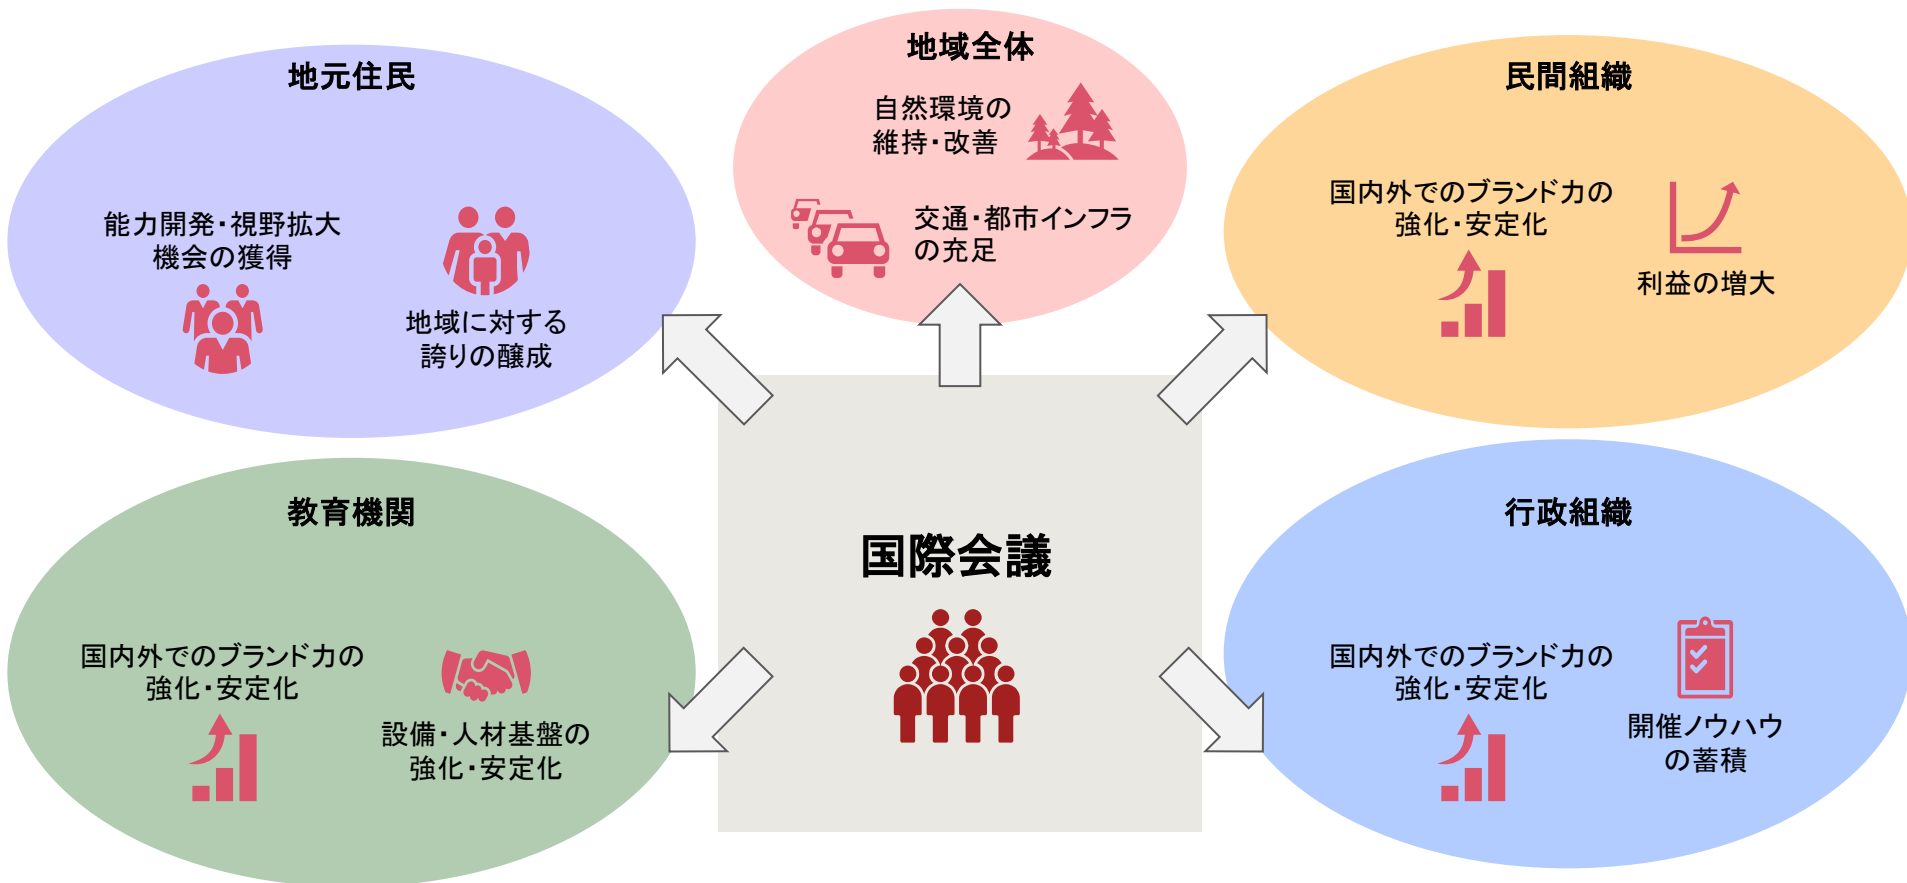 地域全体
自然環境の
維持・改善
交通・都市インフラ
の充足
地元住民
能力開発・視野拡大
機会の獲得
地域に対する
誇りの醸成
民間組織
国内外でのブランド力の
強化・安定化
利益の増大
国際会議
教育機関
国内外でのブランド力の
強化・安定化
設備・人材基盤の
強化・安定化
行政組織
国内外でのブランド力の
強化・安定化
開催ノウハウ
の蓄積